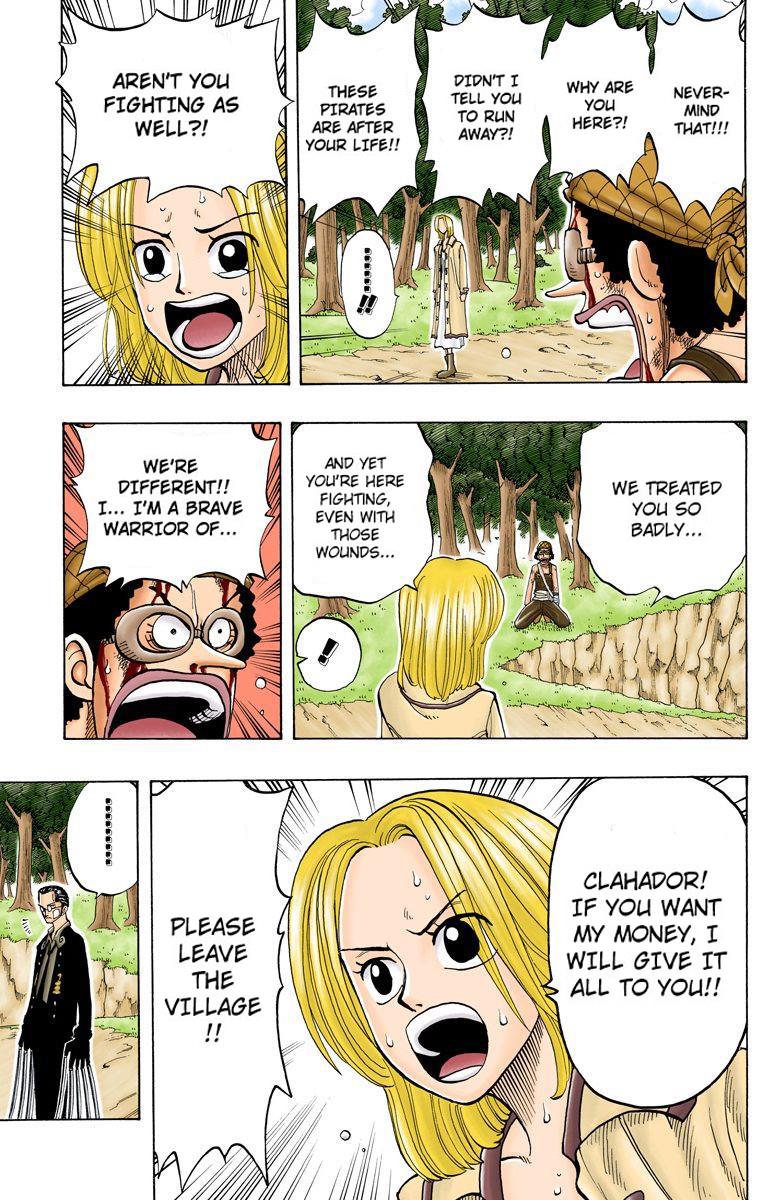 NEVER-
MIND
THAT!!!
WHY ARE
YOU
HERE?!
DIDN'T I
TELL YOU
TO RUN
AWAY?!
THESE
PIRATES
ARE AFTER
YOUR LIFE!!
......!!
AREN'T YOU
FIGHTING AS
WELL?!
WE TREATED
YOU SO
BADLY...
AND YET
YOU'RE HERE
FIGHTING,
EVEN WITH
THOSE
WOUNDS...
!!
WE'RE
DIFFERENT!!
I... I'M A BRAVE
WARRIOR OF...
CLAHADOR!
IF YOU WANT
MY MONEY, I
WILL GIVE IT
ALL TO YOU!!
PLEASE
LEAVE
THE
VILLAGE
!!
.........